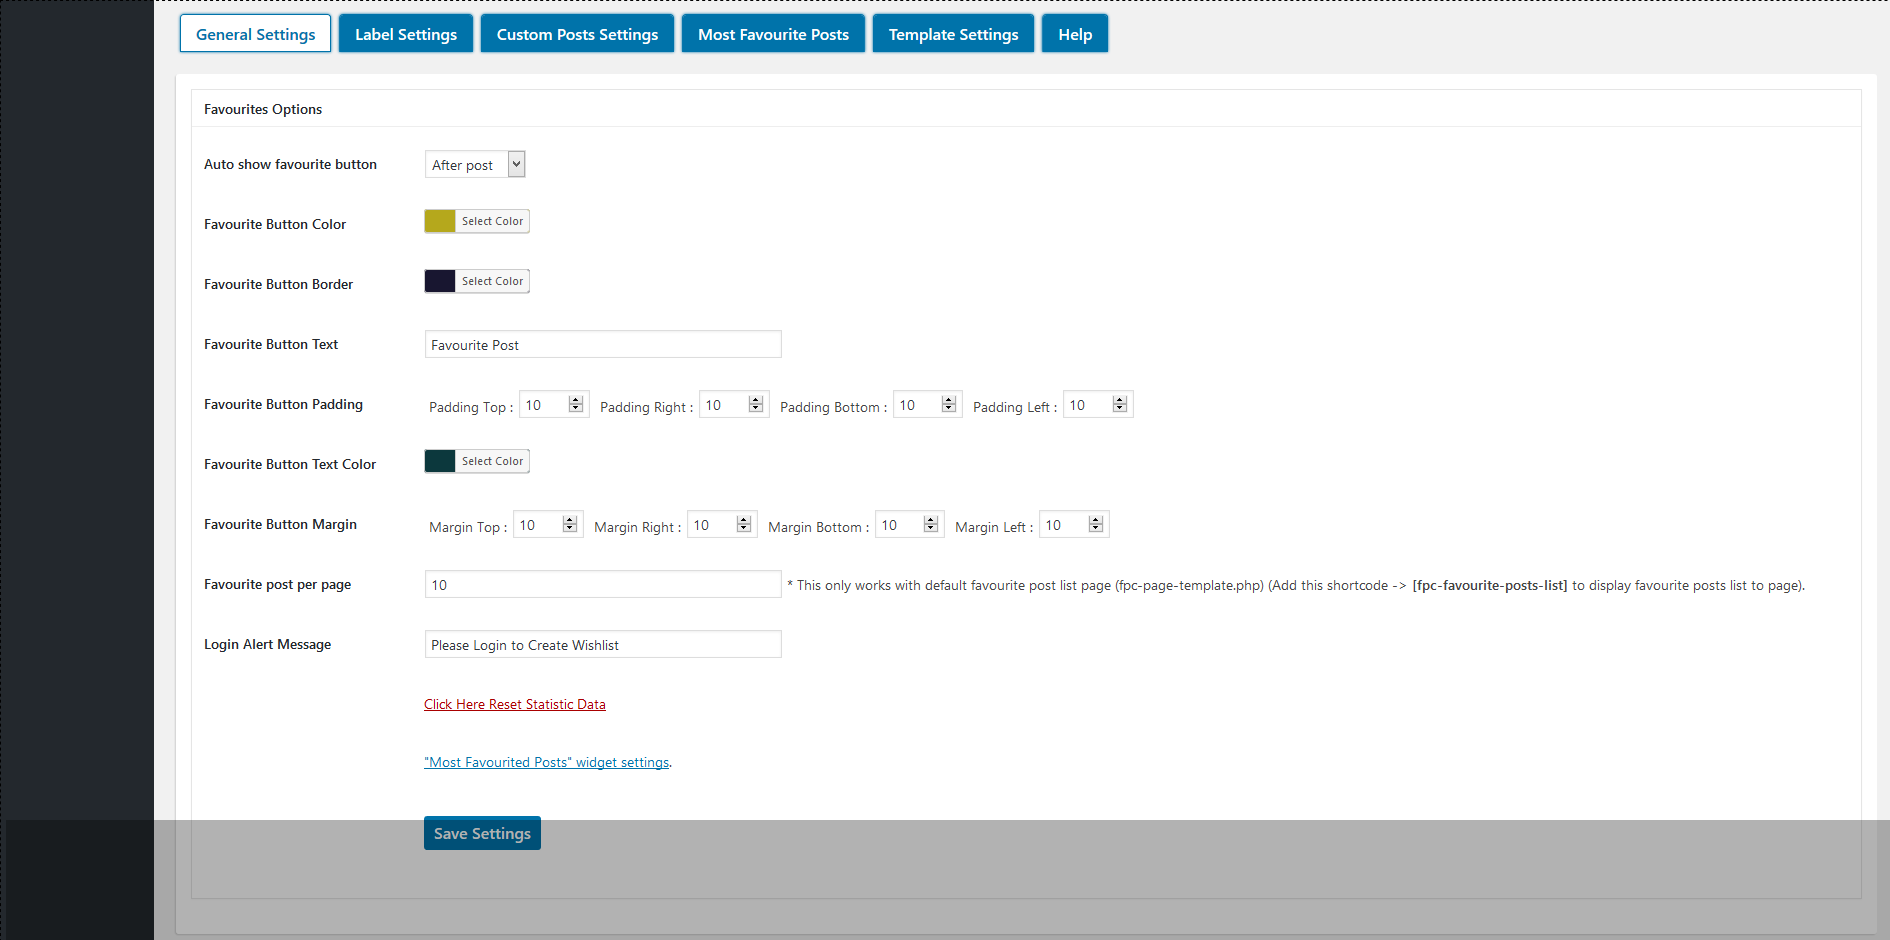 General Settings Label Settings Custom Posts Settings Most Favourite Posts Template Settings Help
Favourites Options
Auto show favourite button After post
Favourite Button Color Select Color
Favourite Button Border Select Color
Favourite Button Text Favourite Post
Favourite Button Padding Padding Top : 10 Padding Right : 10 Padding Bottom : 10 Padding Left : 10
Favourite Button Text Color Select Color
Favourite Button Margin Margin Top : 10 Margin Right : 10 Margin Bottom : 10 Margin Left : 10
Favourite post per page 10 * This only works with default favourite post list page (fpc-page-template.php) (Add this shortcode -> [fpc-favourite-posts-list] to display favourite posts list to page).
Login Alert Message Please Login to Create Wishlist
Click Here Reset Statistic Data
"Most Favourited Posts" widget settings.
Save Settings